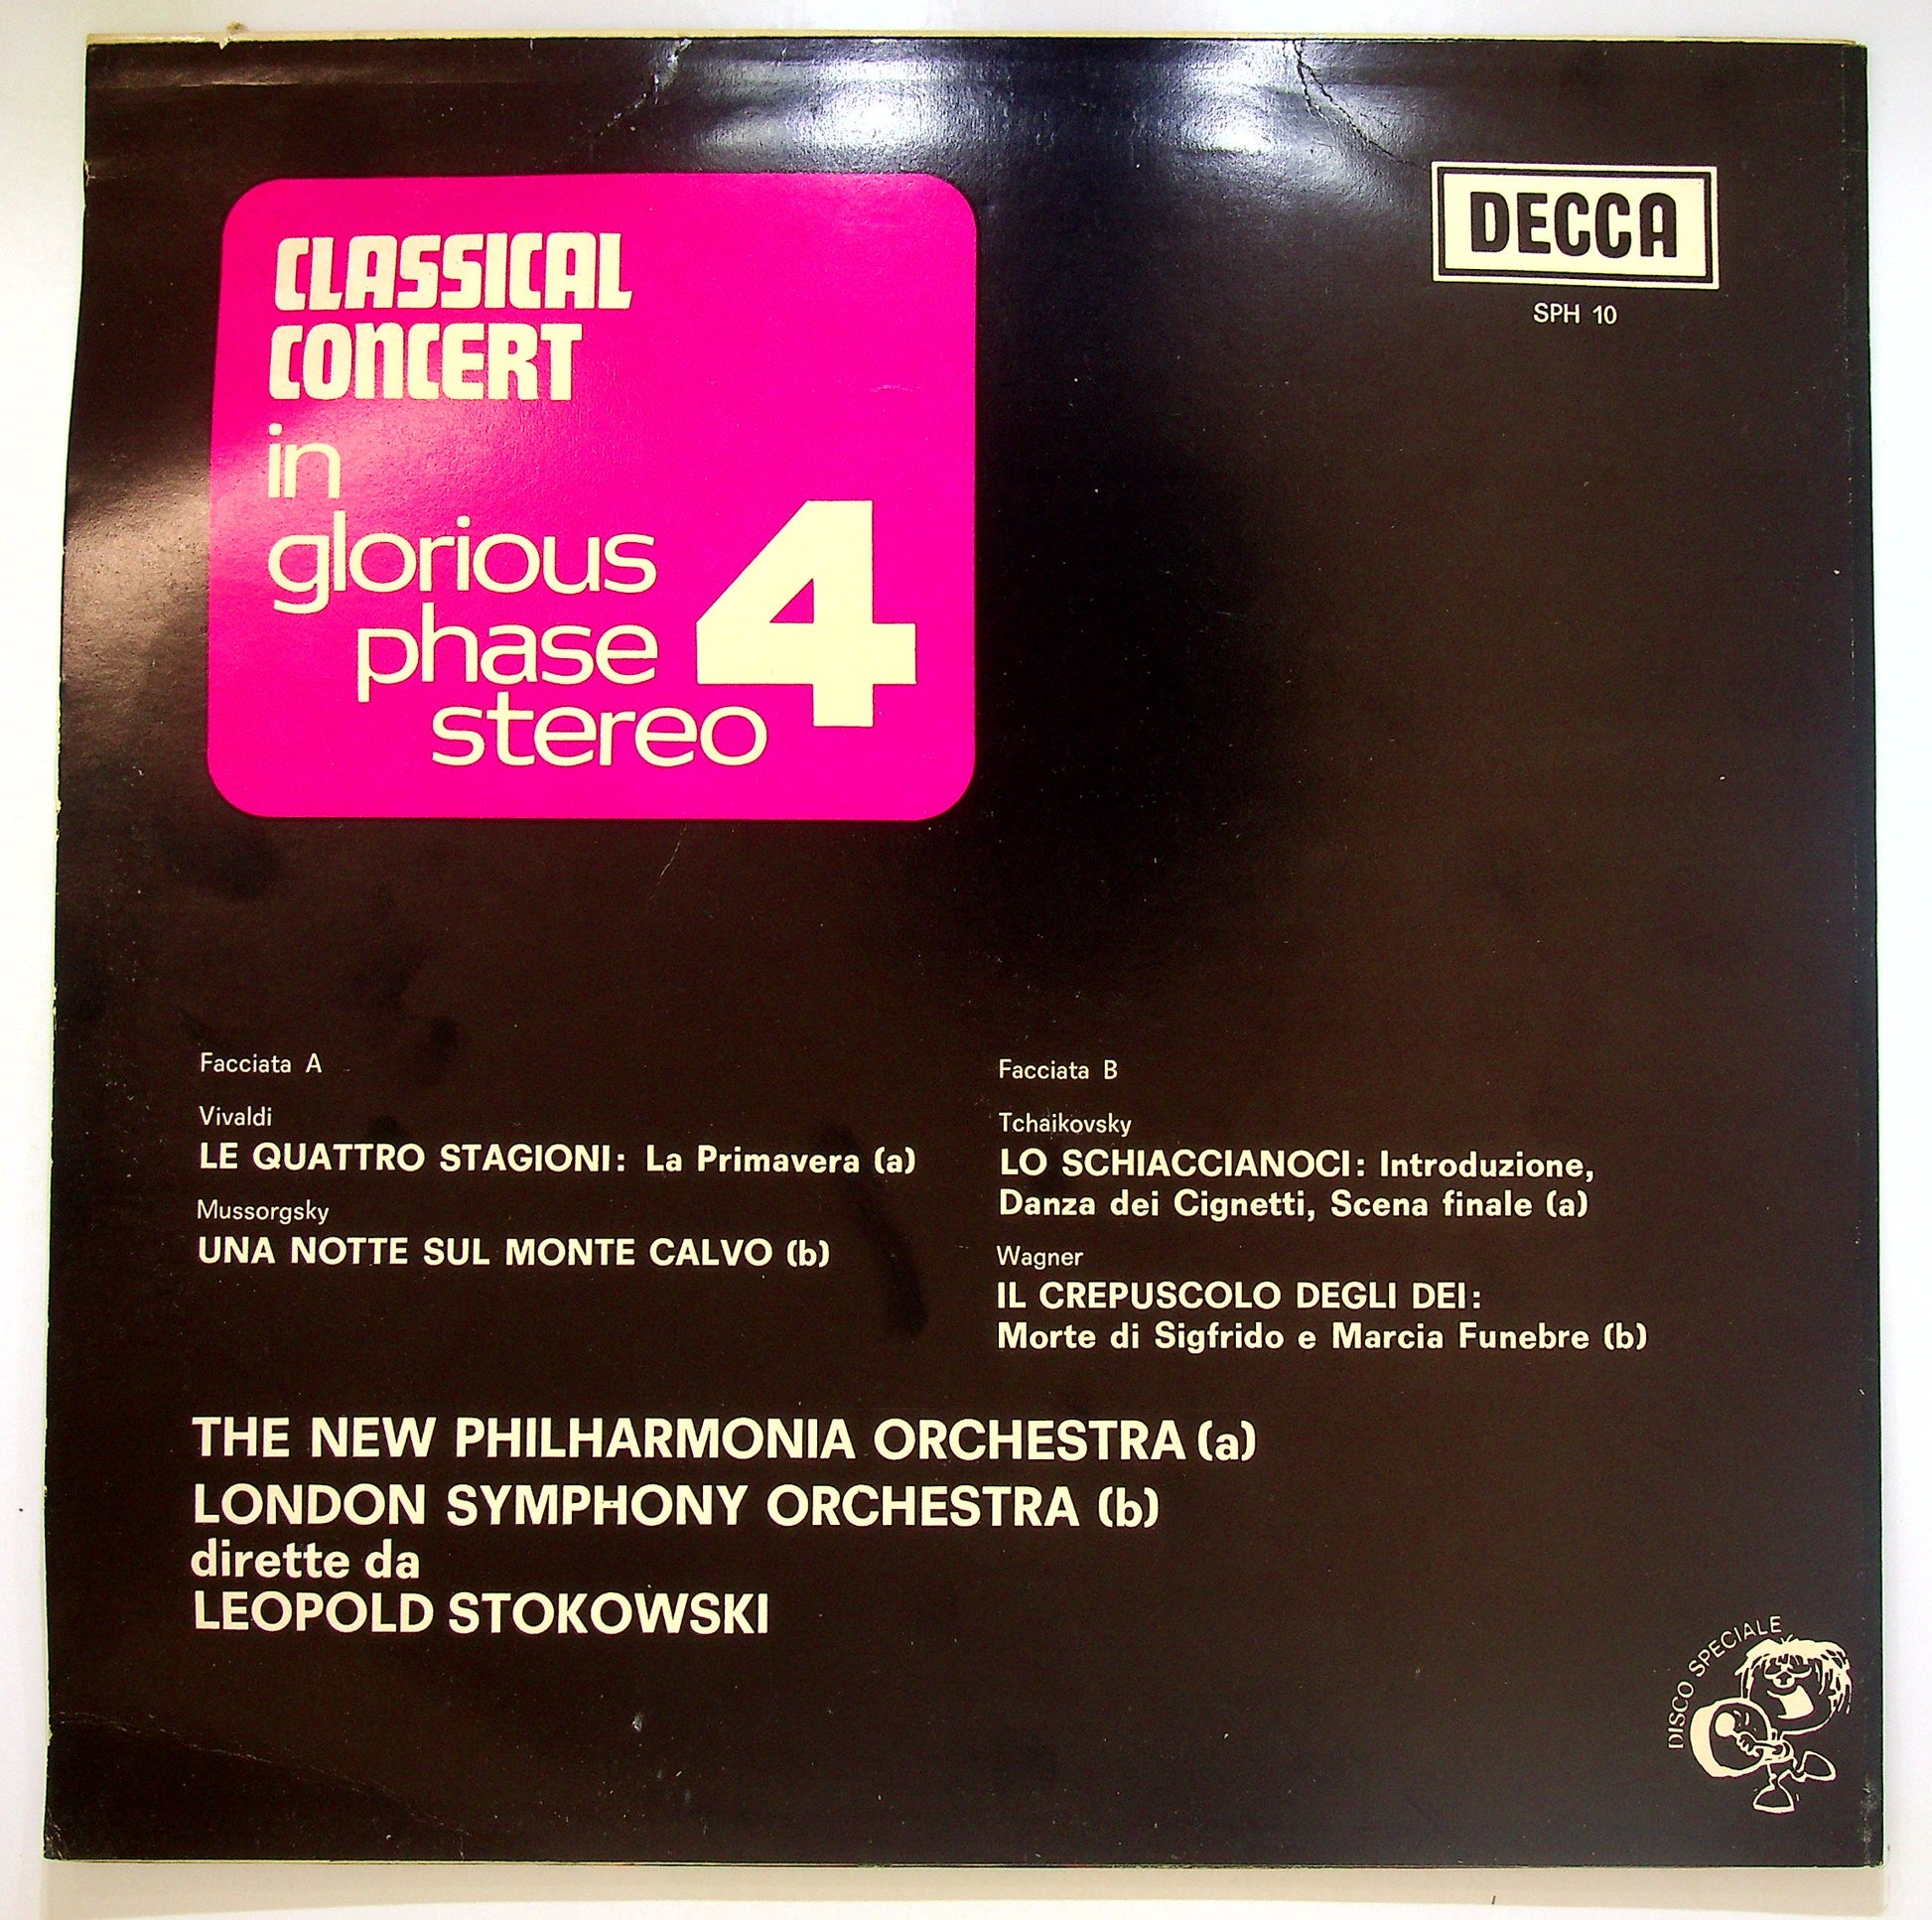 CLASSICAL
CONCERT
in
glorious
phase 4
stereo
DECCA
SPH 10
Facciata A
Vivaldi
LE QUATTRO STAGIONI: La Primavera (a)
Mussorgsky
UNA NOTTE SUL MONTE CALVO (b)
Facciata B
Tchaikovsky
LO SCHIACCIANOCI: Introduzione,
Danza dei Cignetti, Scena finale (a)
Wagner
IL CREPUSCOLO DEGLI DEI:
Morte di Sigfrido e Marcia Funebre (b)
THE NEW PHILHARMONIA ORCHESTRA (a)
LONDON SYMPHONY ORCHESTRA (b)
dirette da
LEOPOLD STOKOWSKI
DISCO SPECIALE